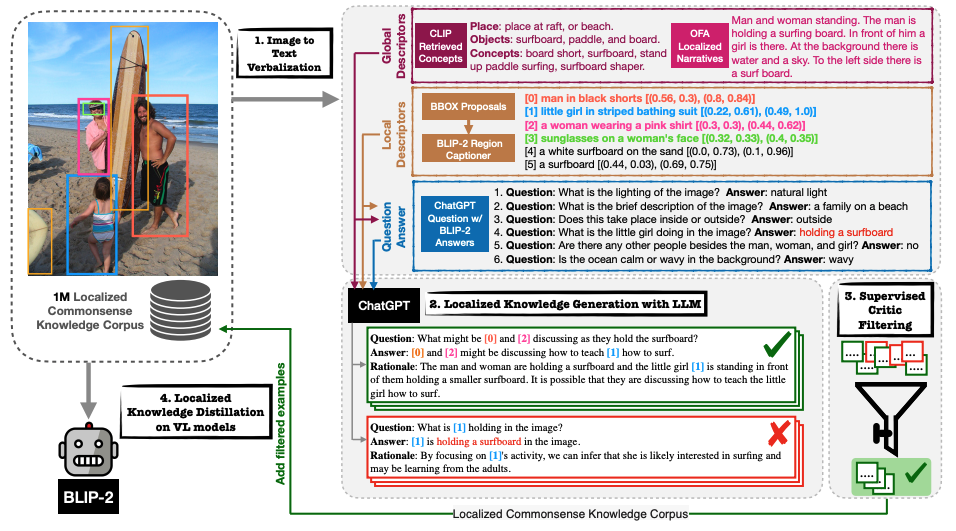 1. Image to
Text
Verbalization
Global
Descriptors
CLIP
Retrieved
Concepts
Place: place at raft, or beach.
Objects: surfboard, paddle, and board.
Concepts: board short, surfboard, stand
up paddle surfing, surfboard shaper.
OFA
Localized
Narratives
Man and woman standing. The man is
holding a surfing board. In front of him a
girl is there. At the background there is
water and a sky. To the left side there is
a surf board.
Local
Descriptors
BBOX Proposals
BLIP-2 Region
Captioner
[0] man in black shorts [(0.56, 0.3), (0.8, 0.84)]
[1] little girl in striped bathing suit [(0.22, 0.61), (0.49, 1.0)]
[2] a woman wearing a pink shirt [(0.3, 0.3), (0.44, 0.62)]
[3] sunglasses on a woman's face [(0.32, 0.33), (0.4, 0.35)]
[4] a white surfboard on the sand [(0.0, 0.73), (0.1, 0.96)]
[5] a surfboard [(0.44, 0.03), (0.69, 0.75)]
Question
Answer
ChatGPT
Question w/
BLIP-2
Answers
1. Question: What is the lighting of the image? Answer: natural light
2. Question: What is the brief description of the image? Answer: a family on a beach
3. Question: Does this take place inside or outside? Answer: outside
4. Question: What is the little girl doing in the image? Answer: holding a surfboard
5. Question: Are there any other people besides the man, woman, and girl? Answer: no
6. Question: Is the ocean calm or wavy in the background? Answer: wavy
1M Localized
Commonsense
Knowledge Corpus
ChatGPT
2. Localized Knowledge Generation with LLM
Question: What might be [0] and [2] discussing as they hold the surfboard?
Answer: [0] and [2] might be discussing how to teach [1] how to surf.
Rationale: The man and woman are holding a surfboard and the little girl [1] is standing in front
of them holding a smaller surfboard. It is possible that they are discussing how to teach the little
girl how to surf.
Question: What is [1] holding in the image?
Answer: [1] is holding a surfboard in the image.
Rationale: By focusing on [1]'s activity, we can infer that she is likely interested in surfing and
may be learning from the adults.
3. Supervised
Critic
Filtering
....
....
....
....
....
....
....
....
4. Localized
Knowledge Distillation
on VL models
Add filtered examples
BLIP-2
Localized Commonsense Knowledge Corpus